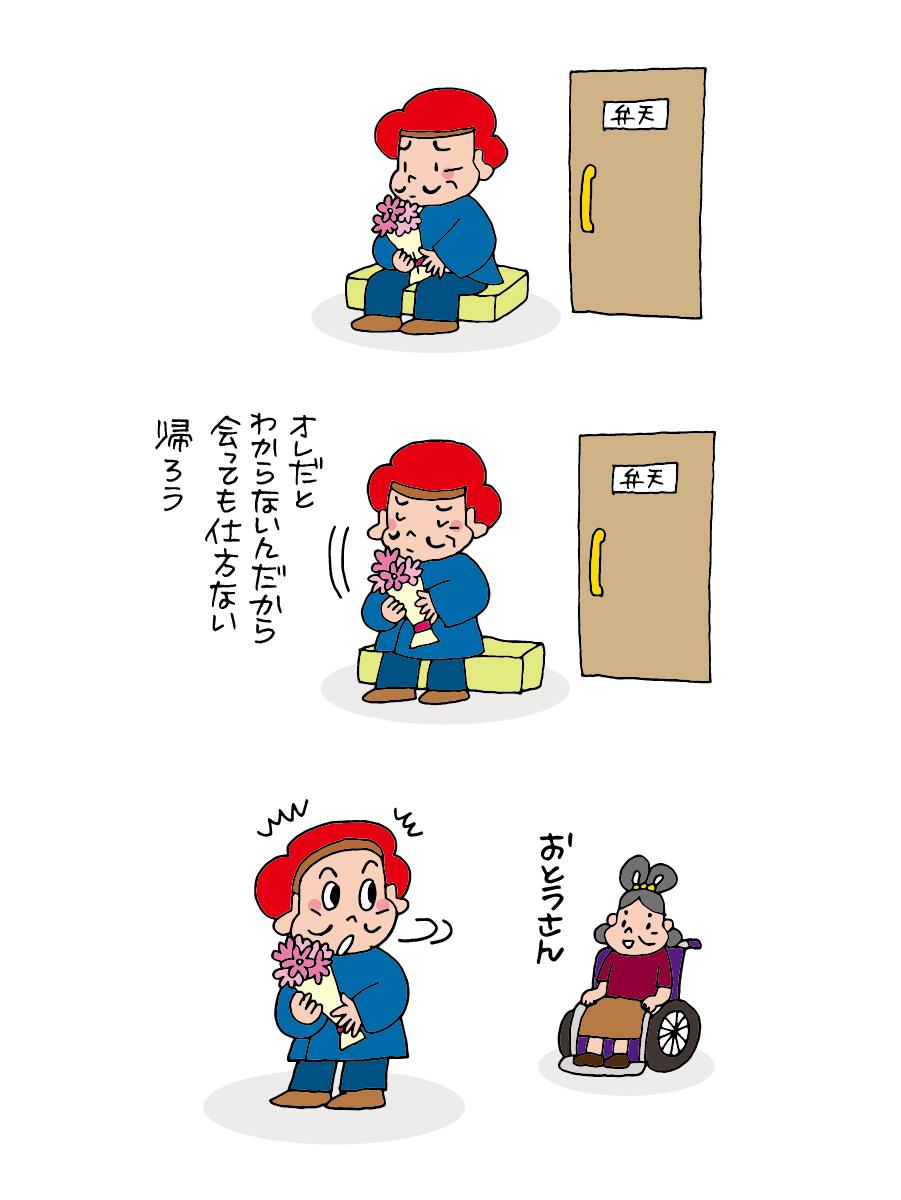 弁天
弁天
オレだと
わからないんだから
会っても仕方ない
帰ろう
おとうさん